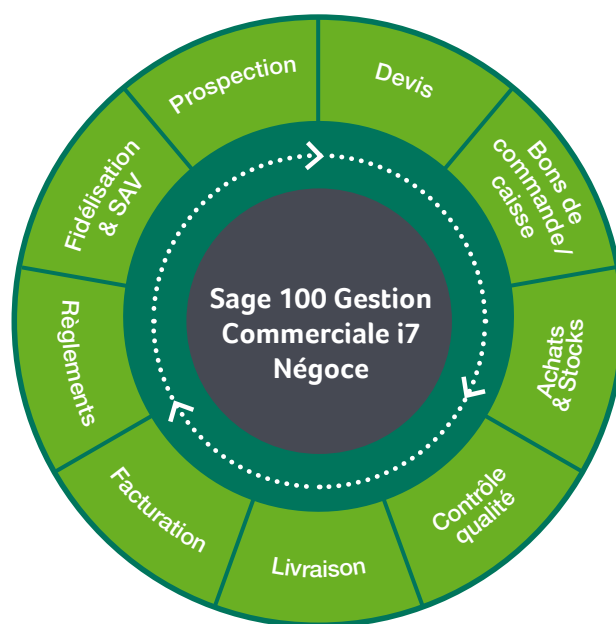 Prospection
Devis
Bons de
commande /
caisse
Achats
& Stocks
Contrôle
qualité
Livraison
Facturation
Règlements
Fidélisation
& SAV
Sage 100 Gestion
Commerciale i7
Négoce